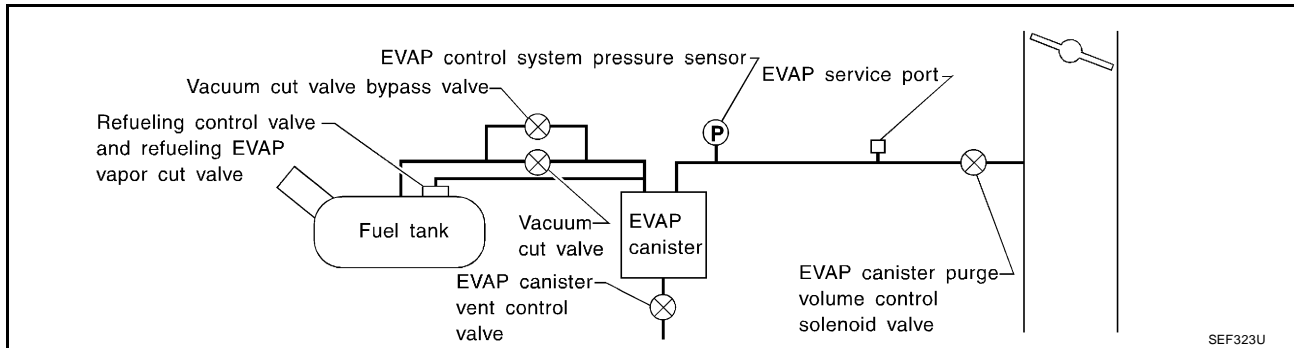 EVAP control system pressure sensor
EVAP service port
Vacuum cut valve bypass valve
Refueling control valve
and refueling EVAP
vapor cut valve
P
Fuel tank
Vacuum
cut valve
EVAP
canister
EVAP canister
vent control
valve
EVAP canister purge
volume control
solenoid valve
SEF323U